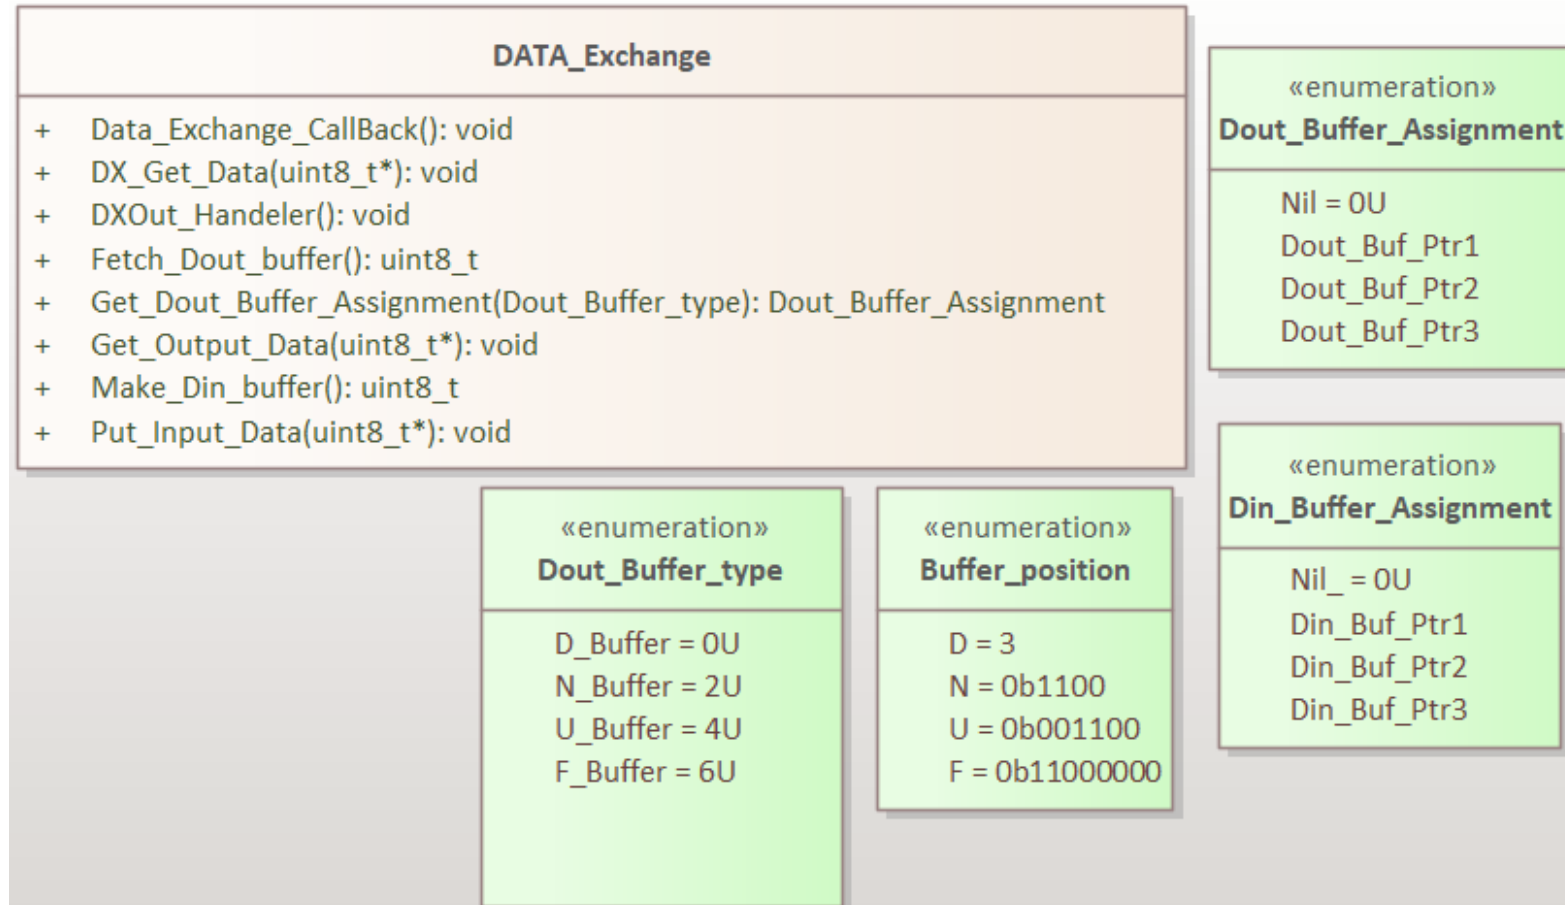 DATA_Exchange
+ Data_Exchange_CallBack(): void
+ DX_Get_Data(uint8_t*): void
+ DXOut_Handeler(): void
+ Fetch_Dout_buffer(): uint8_t
+ Get_Dout_Buffer_Assignment(Dout_Buffer_type): Dout_Buffer_Assignment
+ Get_Output_Data(uint8_t*): void
+ Make_Din_buffer(): uint8_t
+ Put_Input_Data(uint8_t*): void
«enumeration»
Dout_Buffer_Assignment
Nil = 0U
Dout_Buf_Ptr1
Dout_Buf_Ptr2
Dout_Buf_Ptr3
«enumeration»
Dout_Buffer_type
D_Buffer = 0U
N_Buffer = 2U
U_Buffer = 4U
F_Buffer = 6U
«enumeration»
Buffer_position
D = 3
N = 0b1100
U = 0b001100
F = 0b11000000
«enumeration»
Din_Buffer_Assignment
Nil_ = 0U
Din_Buf_Ptr1
Din_Buf_Ptr2
Din_Buf_Ptr3